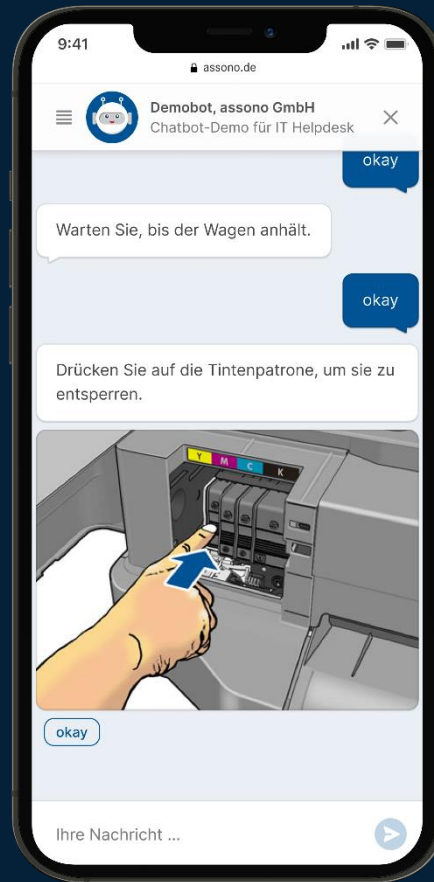 9:41
assono.de
Demobot, assono GmbH
Chatbot-Demo für IT Helpdesk
okay
Warten Sie, bis der Wagen anhält.
okay
Drücken Sie auf die Tintenpatrone, um sie zu
entsperren.
Y M C K
okay
Ihre Nachricht ...